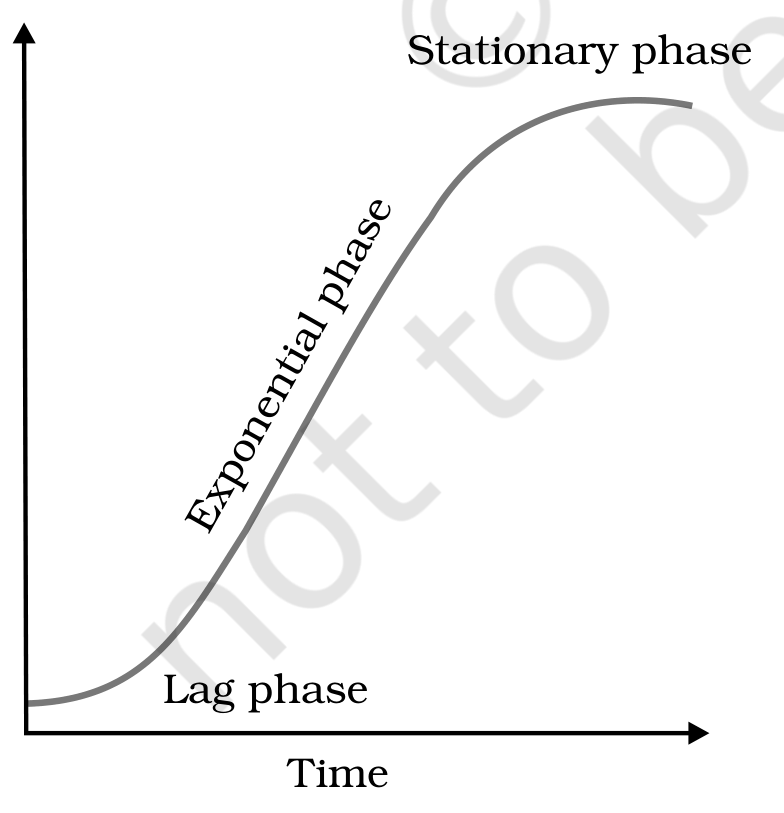 Stationary phase
Exponential phase
Lag phase
Time
©
not to be